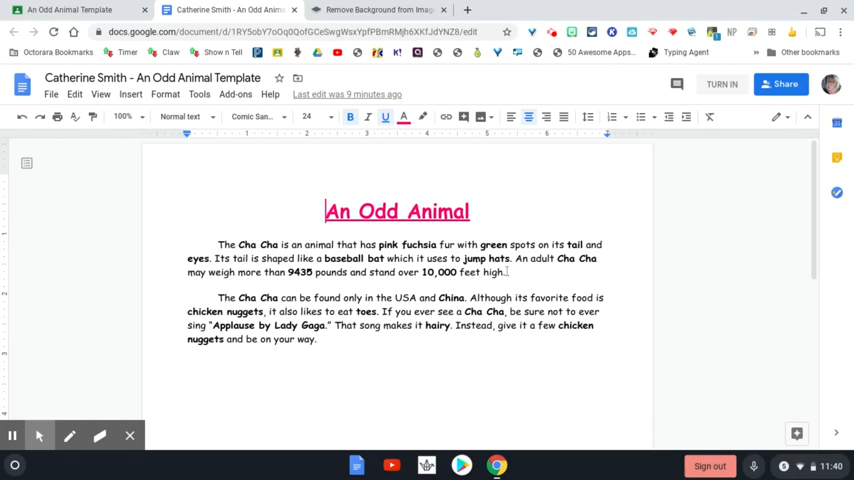 An Odd Animal Template
Catherine Smith - An Odd Anima
Remove Background from Imag
docs.google.com/document/d/1RY5obY7oOq0QofGCeSwgWsxYpfPBmRMjh6XKfJdYNZ8/edit
Octorara Bookmarks Timer Claw Show n Tell 50 Awesome Apps... Typing Agent Other bookmarks
Catherine Smith - An Odd Animal Template
File Edit View Insert Format Tools Add-ons Help Last edit was 9 minutes ago
TURN IN
Share
100% Normal text Comic San... 24
1 2 3 4 5 6
An Odd Animal
The Cha Cha is an animal that has pink fuchsia fur with green spots on its tail and
eyes. Its tail is shaped like a baseball bat which it uses to jump hats. An adult Cha Cha
may weigh more than 9435 pounds and stand over 10,000 feet high.
The Cha Cha can be found only in the USA and China. Although its favorite food is
chicken nuggets, it also likes to eat toes. If you ever see a Cha Cha, be sure not to ever
sing “Applause by Lady Gaga.” That song makes it hairy. Instead, give it a few chicken
nuggets and be on your way.
Sign out
11:40